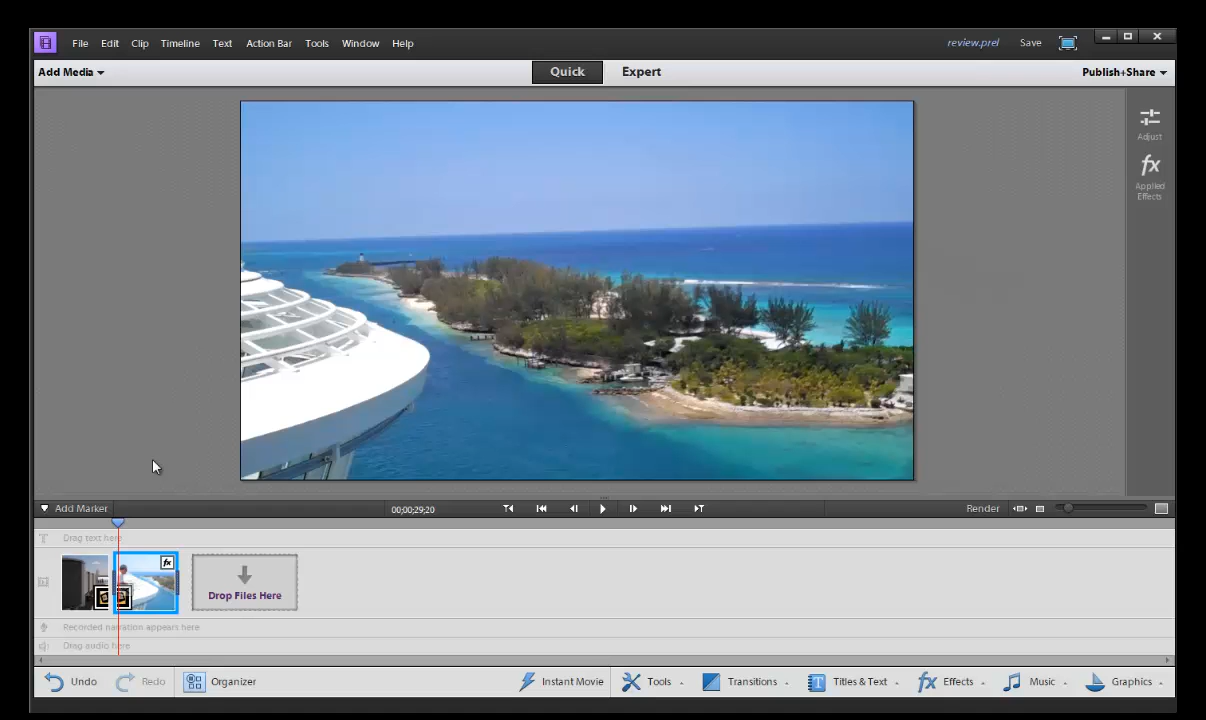 File Edit Clip Timeline Text Action Bar Tools Window Help review.prel Save
Add Media Quick Expert Publish+Share
Adjust
fx
Applied
Effects
Add Marker 00;00;29;20 Render
T Drag text here
fx
Drop Files Here
Recorded narration appears here
Drag audio here
Undo Redo Organizer Instant Movie Tools Transitions T Titles & Text fx Effects Music Graphics